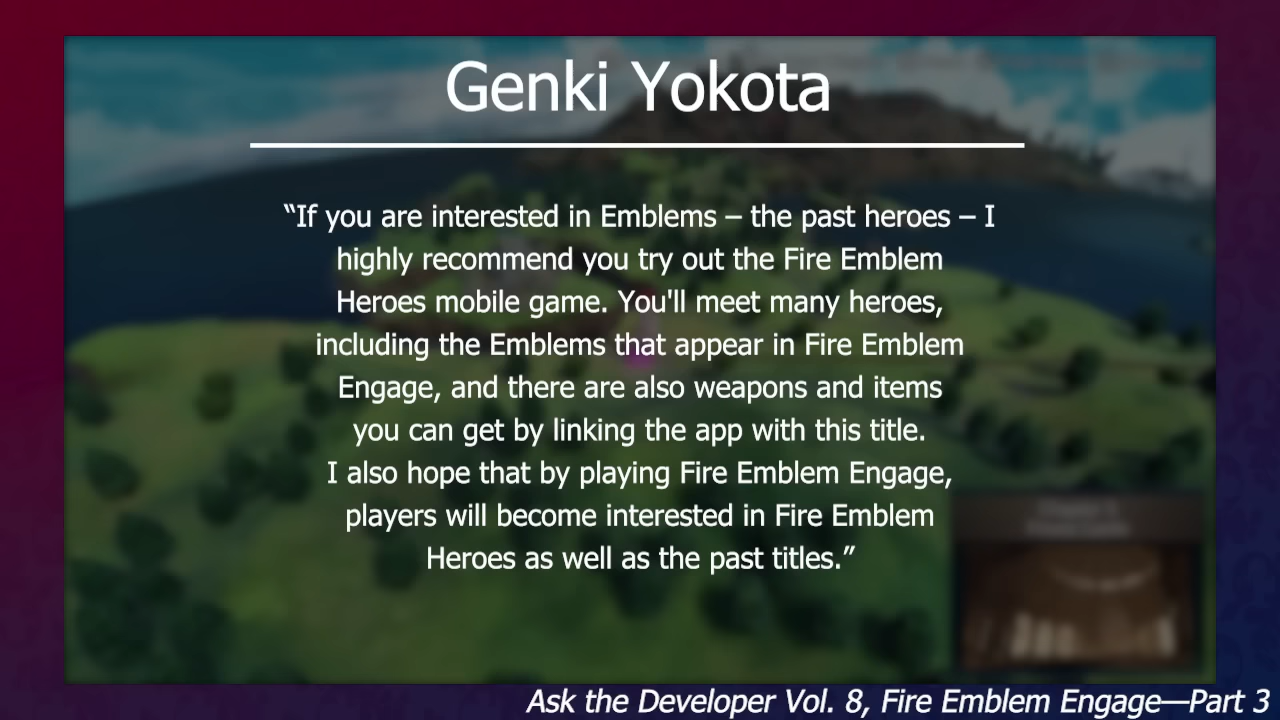 Genki Yokota
“If you are interested in Emblems – the past heroes – I
highly recommend you try out the Fire Emblem
Heroes mobile game. You'll meet many heroes,
including the Emblems that appear in Fire Emblem
Engage, and there are also weapons and items
you can get by linking the app with this title.
I also hope that by playing Fire Emblem Engage,
players will become interested in Fire Emblem
Heroes as well as the past titles.”
Ask the Developer Vol. 8, Fire Emblem Engage—Part 3